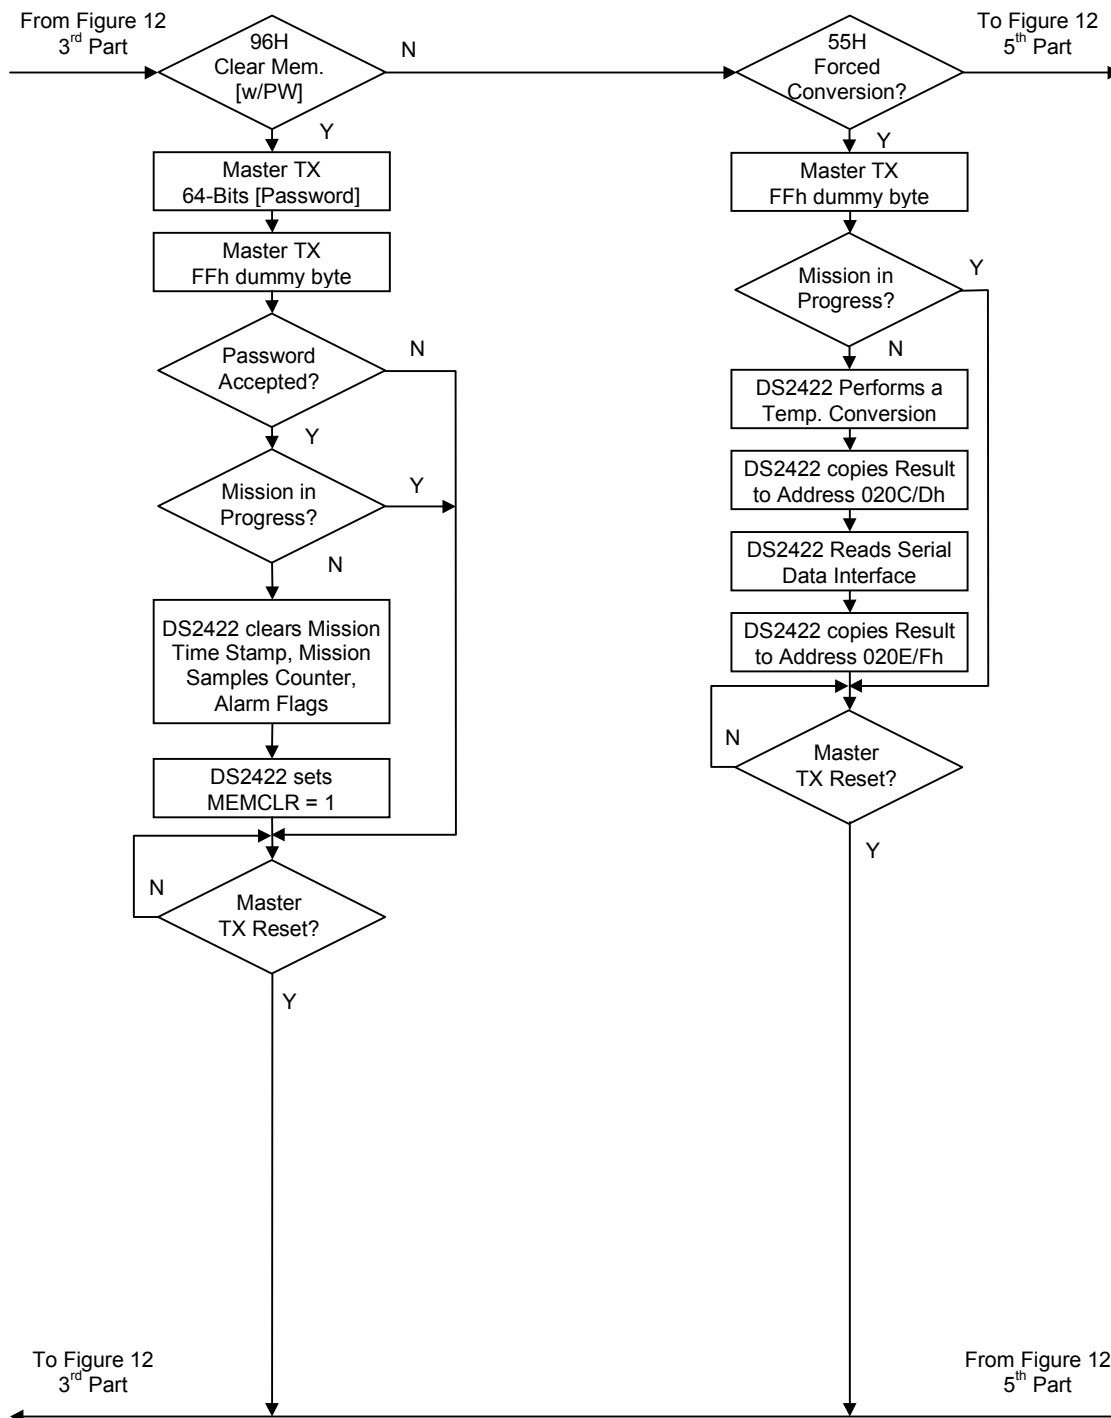 From Figure 12
3rd Part
96H
Clear Mem.
[w/PW]
N
Y
Master TX
64-Bits [Password]
Master TX
FFh dummy byte
Password
Accepted?
N
Y
Mission in
Progress?
Y
N
DS2422 clears Mission
Time Stamp, Mission
Samples Counter,
Alarm Flags
DS2422 sets
MEMCLR = 1
N
Master
TX Reset?
Y
To Figure 12
3rd Part
55H
Forced
Conversion?
To Figure 12
5th Part
Y
Master TX
FFh dummy byte
Mission in
Progress?
Y
N
DS2422 Performs a
Temp. Conversion
DS2422 copies Result
to Address 020C/Dh
DS2422 Reads Serial
Data Interface
DS2422 copies Result
to Address 020E/Fh
N
Master
TX Reset?
Y
From Figure 12
5th Part